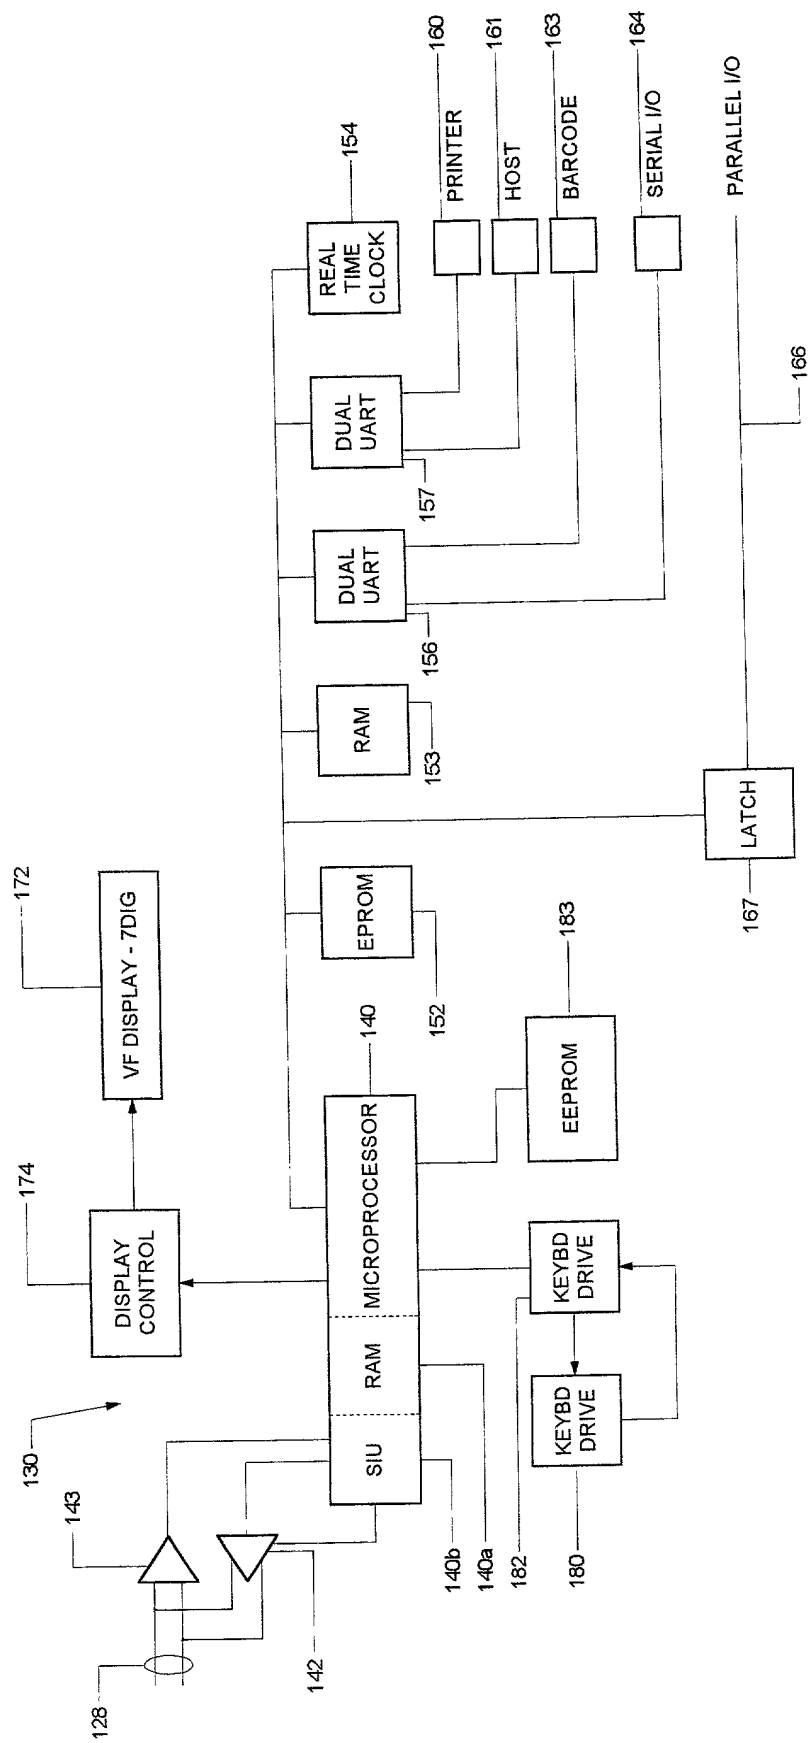 128
143
130
142
174
DISPLAY
CONTROL
172
VF DISPLAY - 7DIG
SIU
RAM
MICROPROCESSOR
140
140b
140a
182
180
KEYBD
DRIVE
KEYBD
DRIVE
EEPROM
183
EPROM
152
RAM
153
DUAL
UART
156
DUAL
UART
157
REAL
TIME
CLOCK
154
PRINTER
160
HOST
161
BARCODE
163
SERIAL I/O
164
LATCH
167
PARALLEL I/O
166